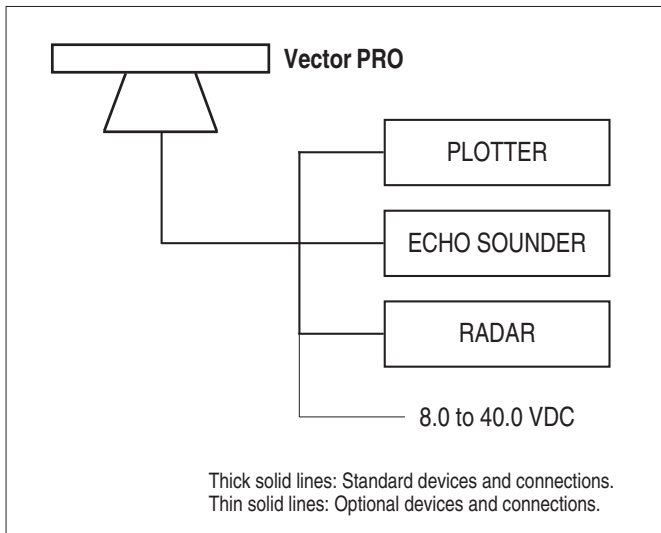 Vector PRO
PLOTTER
ECHO SOUNDER
RADAR
8.0 to 40.0 VDC
Thick solid lines: Standard devices and connections.
Thin solid lines: Optional devices and connections.